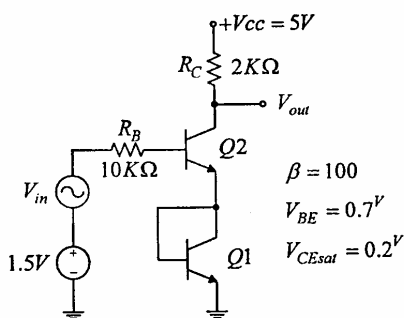 +Vcc = 5V
R_C 2KΩ
V_out
R_B
10KΩ
Q2
V_in
β = 100
V_BE = 0.7^V
1.5V
Q1
V_CEsat = 0.2^V